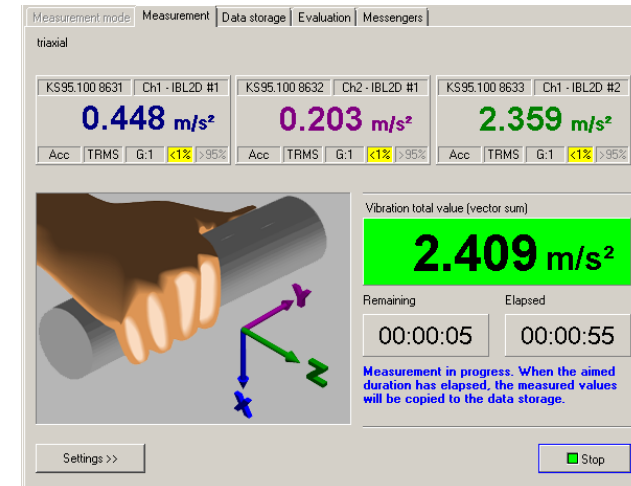 Measurement mode Measurement Data storage Evaluation Messengers
triaxial
KS95.100 8631 Ch1 - IBL2D #1 KS95.100 8632 Ch2 - IBL2D #1 KS95.100 8633 Ch1 - IBL2D #2
0.448 m/s² 0.203 m/s² 2.359 m/s²
Acc TRMS G:1 <1% >95% Acc TRMS G:1 <1% >95% Acc TRMS G:1 <1% >95%
Vibration total value (vector sum)
2.409 m/s²
Remaining Elapsed
00:00:05 00:00:55
Y
Z
X
Measurement in progress. When the aimed
duration has elapsed, the measured values
will be copied to the data storage.
Settings >> Stop